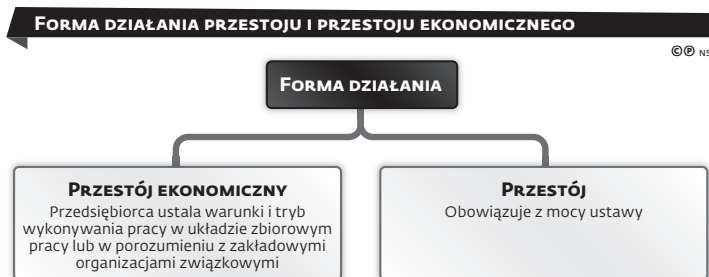 FORMA DZIAŁANIA PRZESTOJU I PRZESTOJU EKONOMICZNEGO
©℗ NS
FORMA DZIAŁANIA
PRZESTÓJ EKONOMICZNY
Przedsiębiorca ustala warunki i tryb
wykonywania pracy w układzie zbiorowym
pracy lub w porozumieniu z zakładowymi
organizacjami związkowymi
PRZESTÓJ
Obowiązuje z mocy ustawy